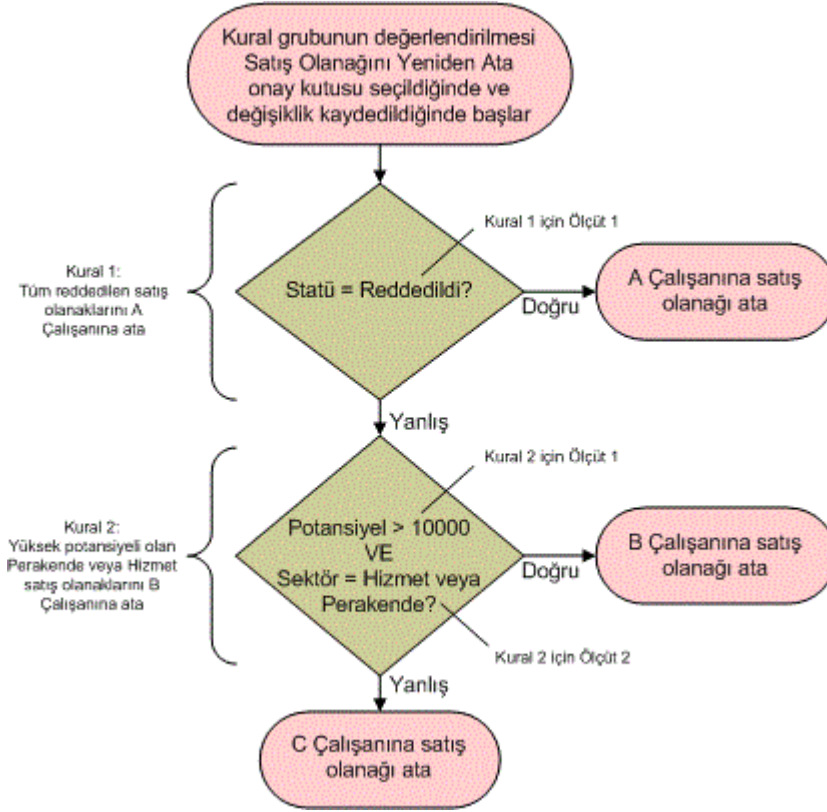 Kural grubunun değerlendirilmesi
Satış Olanağını Yeniden Ata
onay kutusu seçildiğinde ve
değişiklik kaydedildiğinde başlar
Kural 1 için Ölçüt 1
Kural 1:
Tüm reddedilen satış
olanaklarını A
Çalışanına ata
Statü = Reddedildi?
Doğru
A Çalışanına satış
olanağı ata
Yanlış
Kural 2 için Ölçüt 1
Kural 2:
Yüksek potansiyeli olan
Perakende veya Hizmet
satış olanaklarını B
Çalışanına ata
Potansiyel > 10000
VE
Sektör = Hizmet veya
Perakende?
Doğru
B Çalışanına satış
olanağı ata
Kural 2 için Ölçüt 2
Yanlış
C Çalışanına satış
olanağı ata